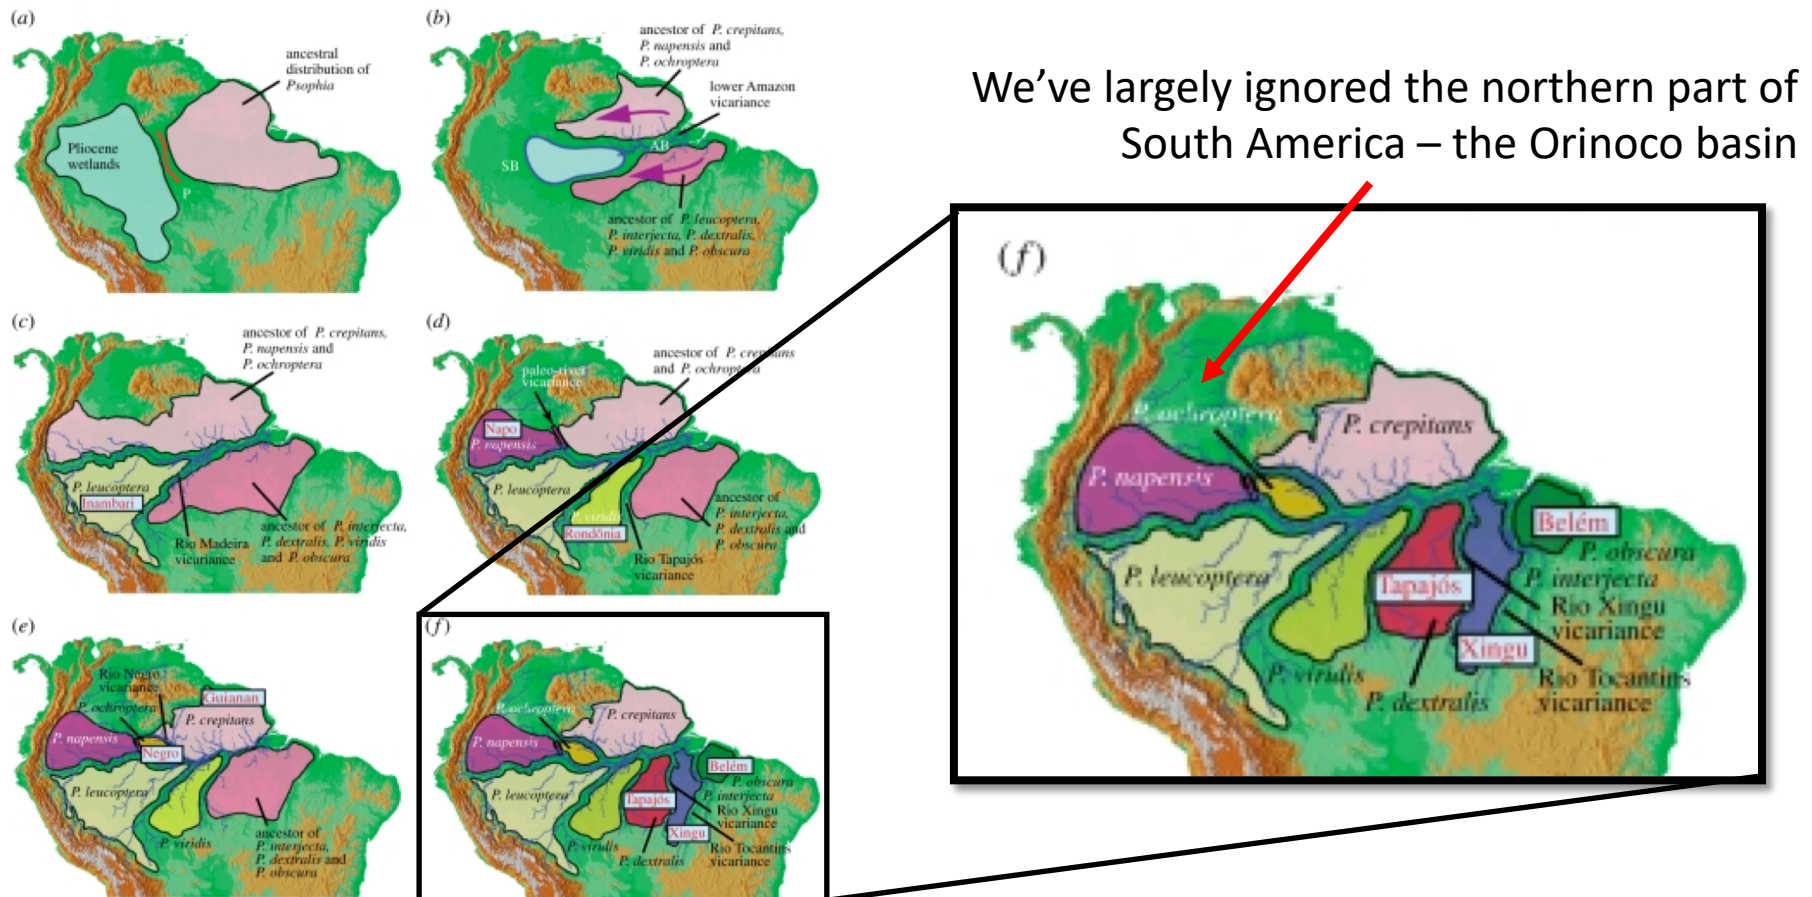 (a)
ancestral
distribution of
Psophia
Pliocene
wetlands
P
(b)
ancestor of P. crepitans,
P. napensis and
P. ochroptera
lower Amazon
vicariance
AB
SB
ancestor of P. leucoptera,
P. interjecta, P. dextralis,
P. viridis and P. obscura
We’ve largely ignored the northern part of
South America – the Orinoco basin
(c)
ancestor of P. crepitans,
P. napensis and
P. ochroptera
P. leucoptera
Inambari
Rio Madeira
vicariance
ancestor of P. interjecta,
P. dextralis, P. viridis
and P. obscura
(d)
ancestor of P. crepitans
and P. ochroptera
paleo-river
vicariance
Napo
P. napensis
P. leucoptera
P. viridis
Rondônia
Rio Tapajós
vicariance
ancestor of
P. interjecta,
P. dextralis and
P. obscura
(e)
Rio Negro
vicariance
P. ochroptera
Guianan
P. crepitans
P. napensis
Negro
P. leucoptera
P. viridis
ancestor of
P. interjecta,
P. dextralis and
P. obscura
(f)
P. ochroptera
P. crepitans
P. napensis
Belém
P. obscura
P. leucoptera
P. interjecta
Tapajós
Rio Xingu
vicariance
Xingu
P. viridis
Rio Tocantins
vicariance
P. dextralis
(f)
P. ochroptera
P. crepitans
P. napensis
Belém
P. obscura
P. leucoptera
P. interjecta
Tapajós
Rio Xingu
vicariance
Xingu
P. viridis
Rio Tocantins
vicariance
P. dextralis